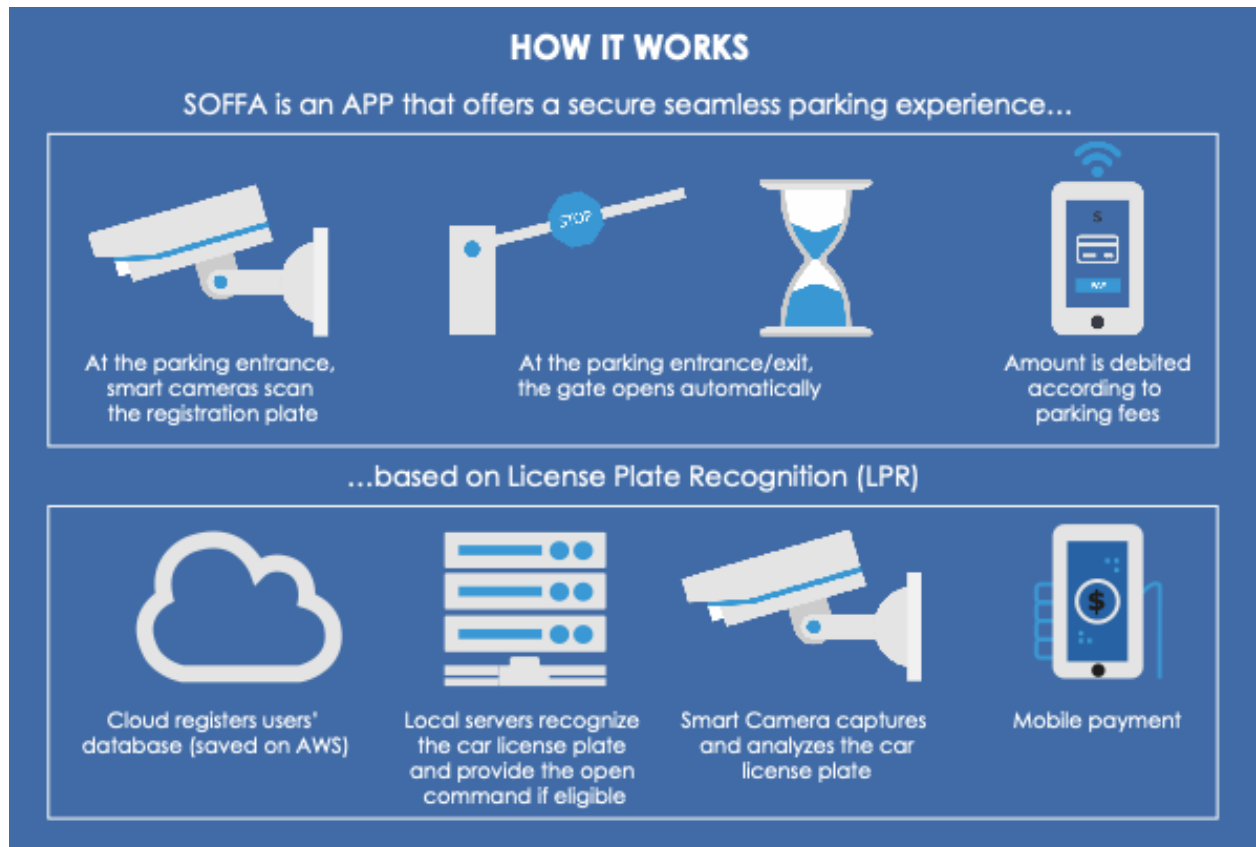 HOW IT WORKS
SOFFA is an APP that offers a secure seamless parking experience...
STOP
$
PAY
At the parking entrance,
smart cameras scan
the registration plate
At the parking entrance/exit,
the gate opens automatically
Amount is debited
according to
parking fees
...based on License Plate Recognition (LPR)
$
Cloud registers users'
database (saved on AWS)
Local servers recognize
the car license plate
and provide the open
command if eligible
Smart Camera captures
and analyzes the car
license plate
Mobile payment